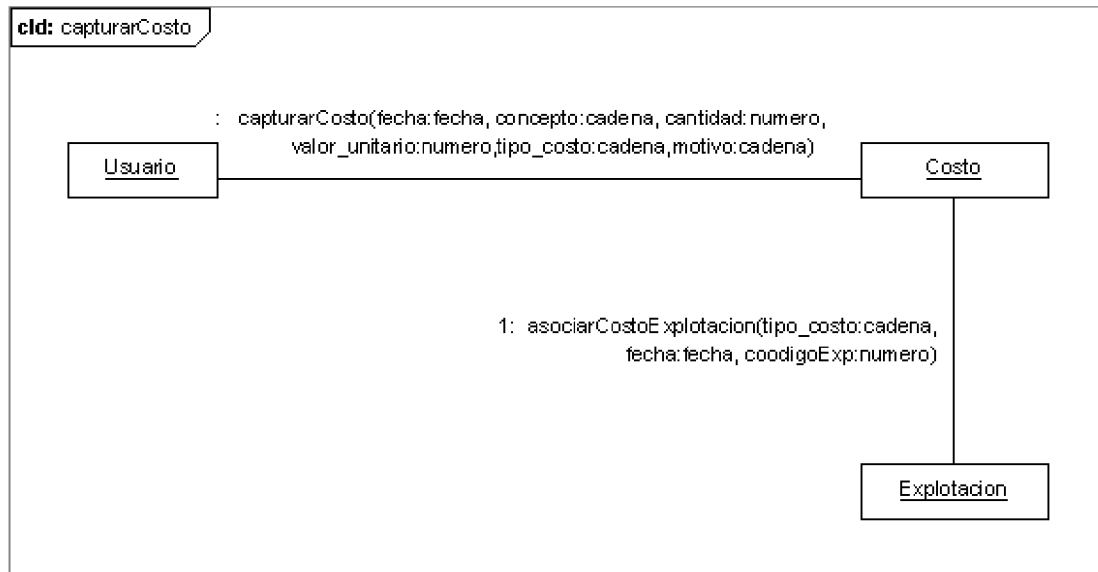 cld: capturarCosto
: capturarCosto(fecha:fecha, concepto:cadena, cantidad:numero,
valor_unitario:numero,tipo_costo:cadena,motivo:cadena)
Usuario
Costo
1: asociarCostoExplotacion(tipo_costo:cadena,
fecha:fecha, coodigoExp:numero)
Explotacion